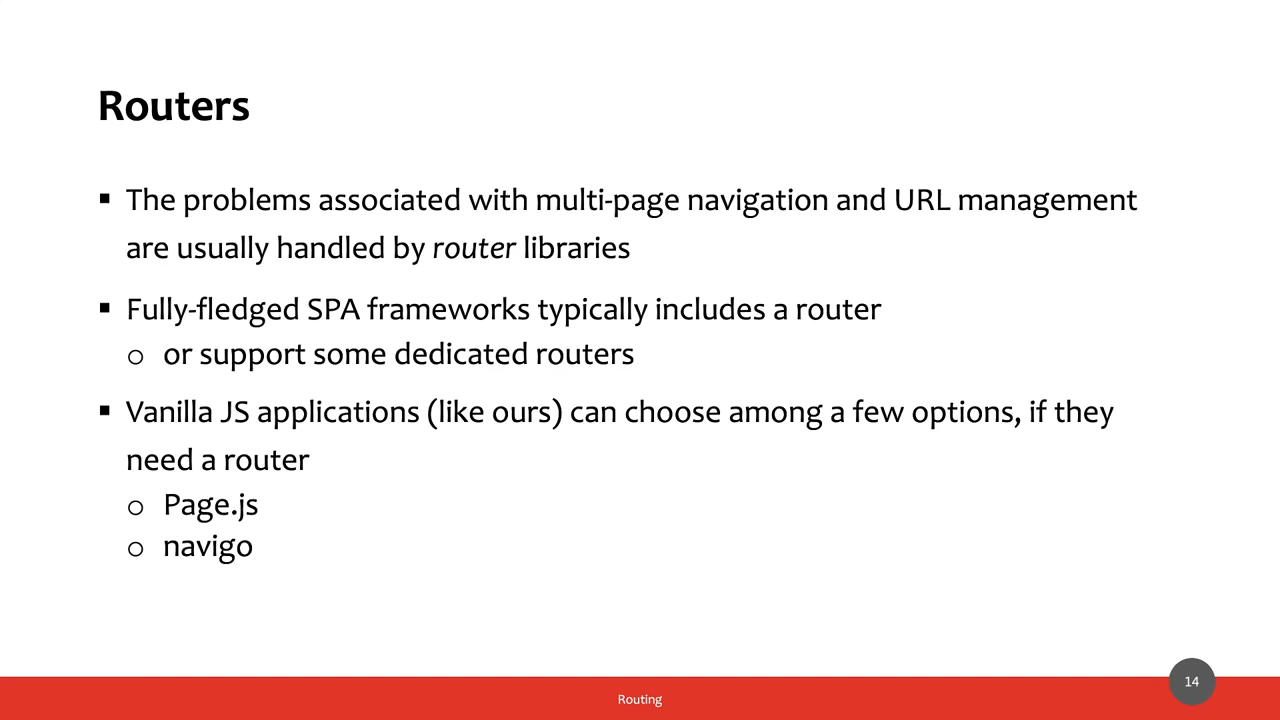 Routers
▪ The problems associated with multi-page navigation and URL management
are usually handled by router libraries
▪ Fully-fledged SPA frameworks typically includes a router
o or support some dedicated routers
▪ Vanilla JS applications (like ours) can choose among a few options, if they
need a router
o Page.js
o navigo
14
Routing